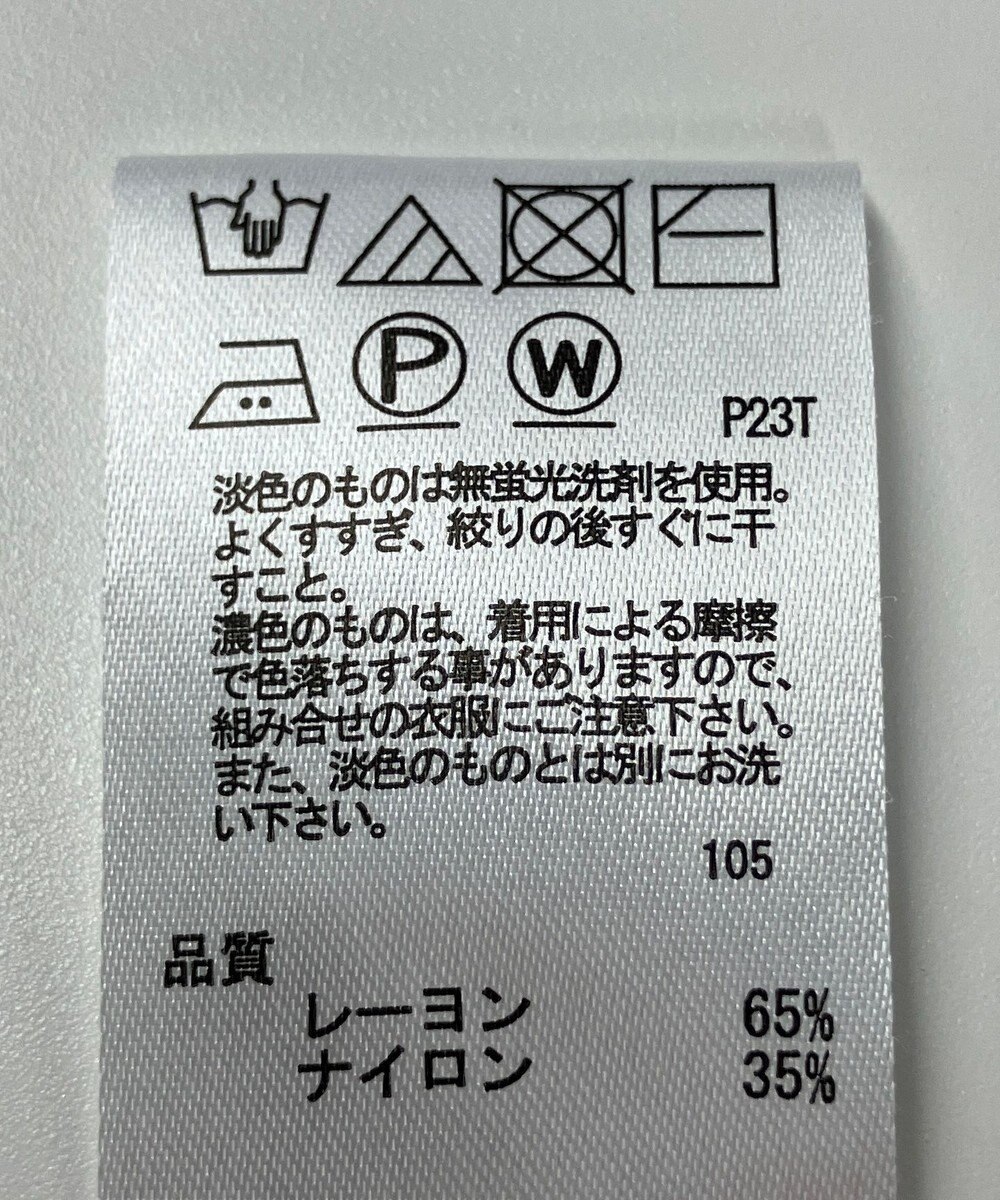 P
W
P23T
淡色のものは無蛍光洗剤を使用。
よくすすぎ、絞りの後すぐに干
すこと。
濃色のものは、着用による摩擦
で色落ちする事がありますので、
組み合せの衣服にご注意下さい。
また、淡色のものとは別にお洗
い下さい。
105
品質
レーヨン 65%
ナイロン 35%